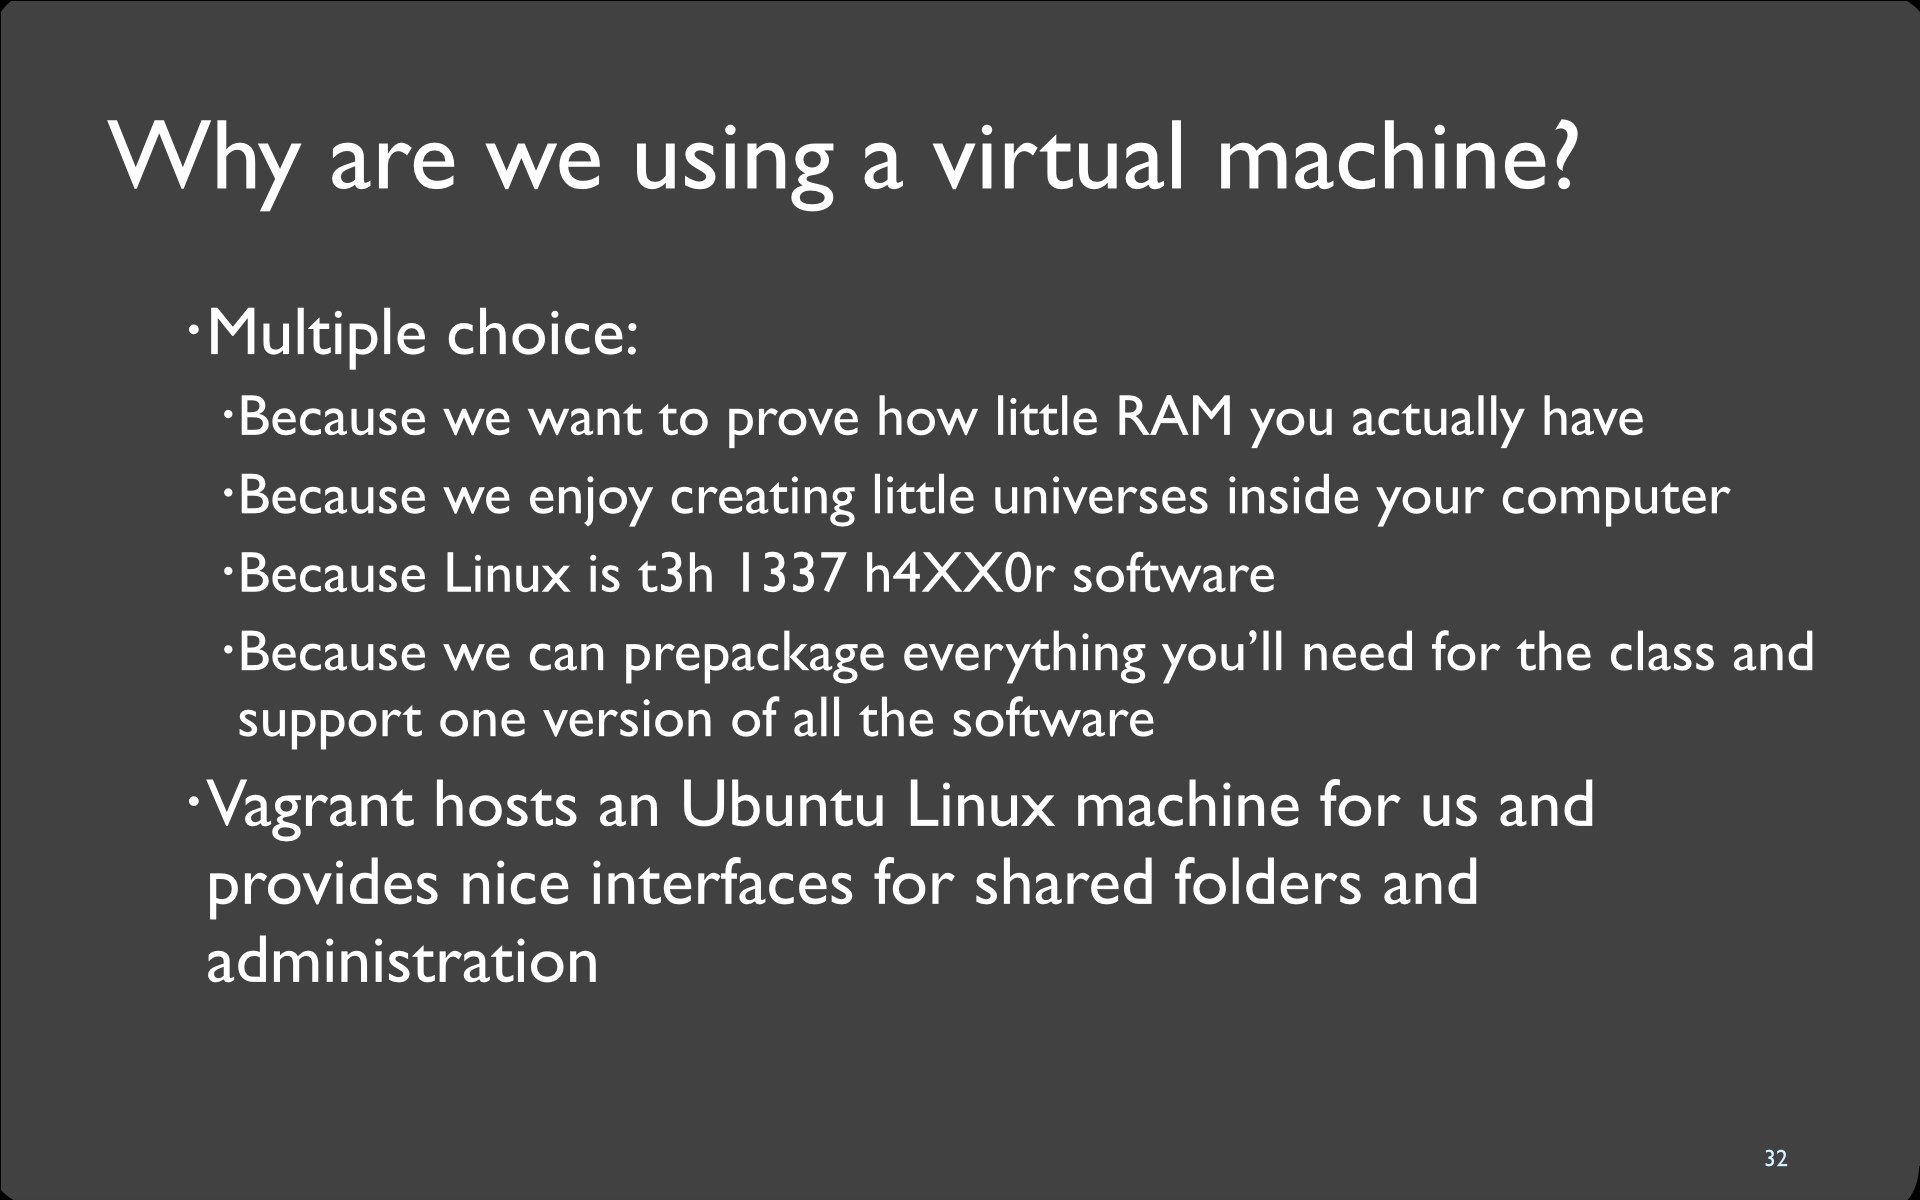 Why are we using a virtual machine?
·Multiple choice:
·Because we want to prove how little RAM you actually have
·Because we enjoy creating little universes inside your computer
·Because Linux is t3h 1337 h4XX0r software
·Because we can prepackage everything you’ll need for the class and
support one version of all the software
·Vagrant hosts an Ubuntu Linux machine for us and
provides nice interfaces for shared folders and
administration
32